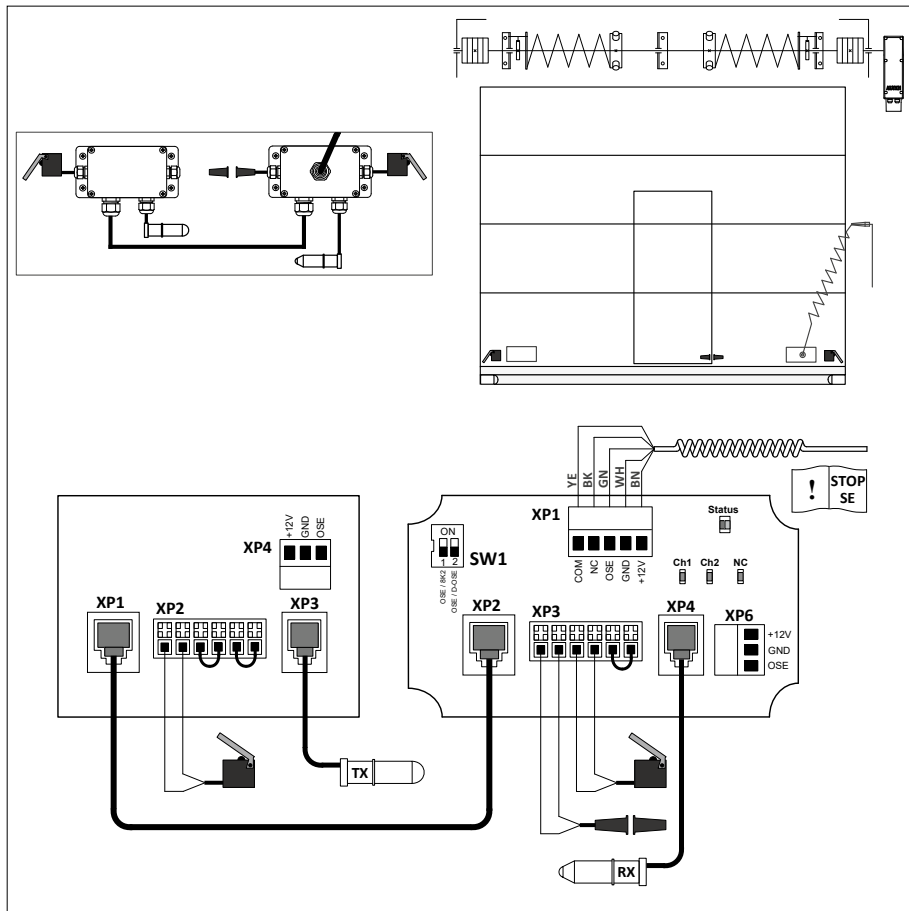 YE
BK
GN
WH
BN
! STOP
SE
XP1
Status
COM
NC
OSE
GND
+12V
Ch1 Ch2 NC
ON
1 2
SW1
OSE / 8K2
OSE / D-OSE
XP4
+12V
GND
OSE
XP1 XP2 XP3
XP2 XP3 XP4 XP6
+12V
GND
OSE
TX
RX